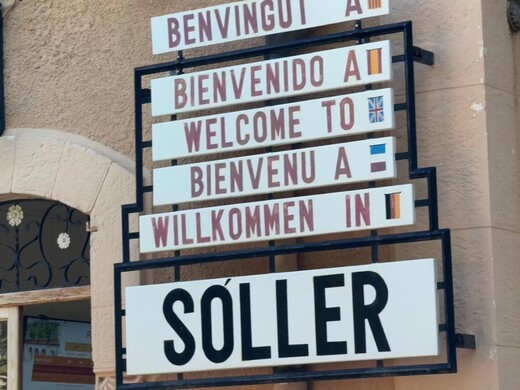 BENVINGUT A
BIENVENIDO A
WELCOME TO
BIENVENU A
WILLKOMMEN IN
SÓLLER